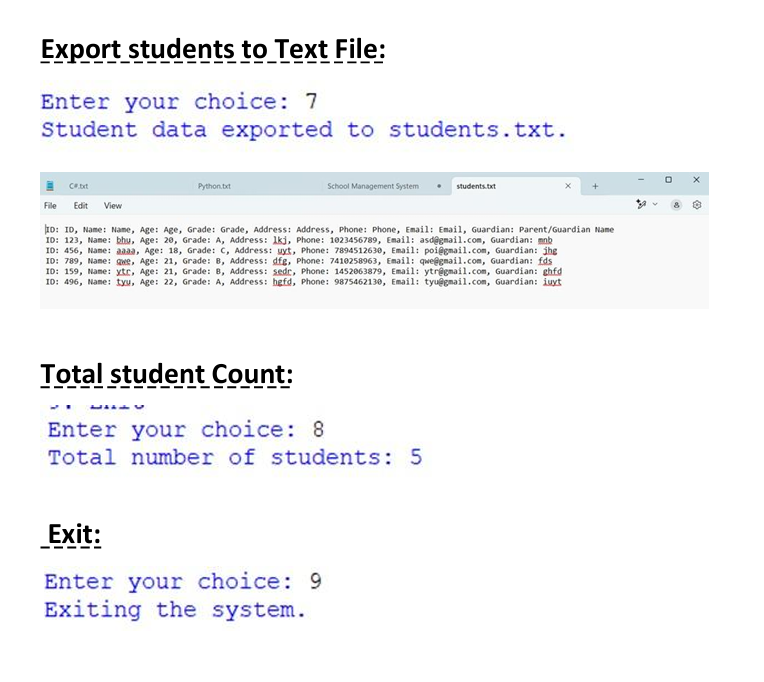 Export students to Text File:
Enter your choice: 7
Student data exported to students.txt.
C#.txt Python.txt School Management System students.txt
File Edit View
ID: ID, Name: Name, Age: Age, Grade: Grade, Address: Address, Phone: Phone, Email: Email, Guardian: Parent/Guardian Name
ID: 123, Name: bhu, Age: 20, Grade: A, Address: lkj, Phone: 1023456789, Email: asd@gmail.com, Guardian: mnb
ID: 456, Name: aaaa, Age: 18, Grade: C, Address: uyt, Phone: 7894512630, Email: poi@gmail.com, Guardian: jhg
ID: 789, Name: qwe, Age: 21, Grade: B, Address: dfg, Phone: 7410258963, Email: qwe@gmail.com, Guardian: fds
ID: 159, Name: ytr, Age: 21, Grade: B, Address: sedr, Phone: 1452063879, Email: ytr@gmail.com, Guardian: ghfd
ID: 496, Name: tyu, Age: 22, Grade: A, Address: hgfd, Phone: 9875462130, Email: tyu@gmail.com, Guardian: iuyt
Total student Count:
Enter your choice: 8
Total number of students: 5
Exit:
Enter your choice: 9
Exiting the system.